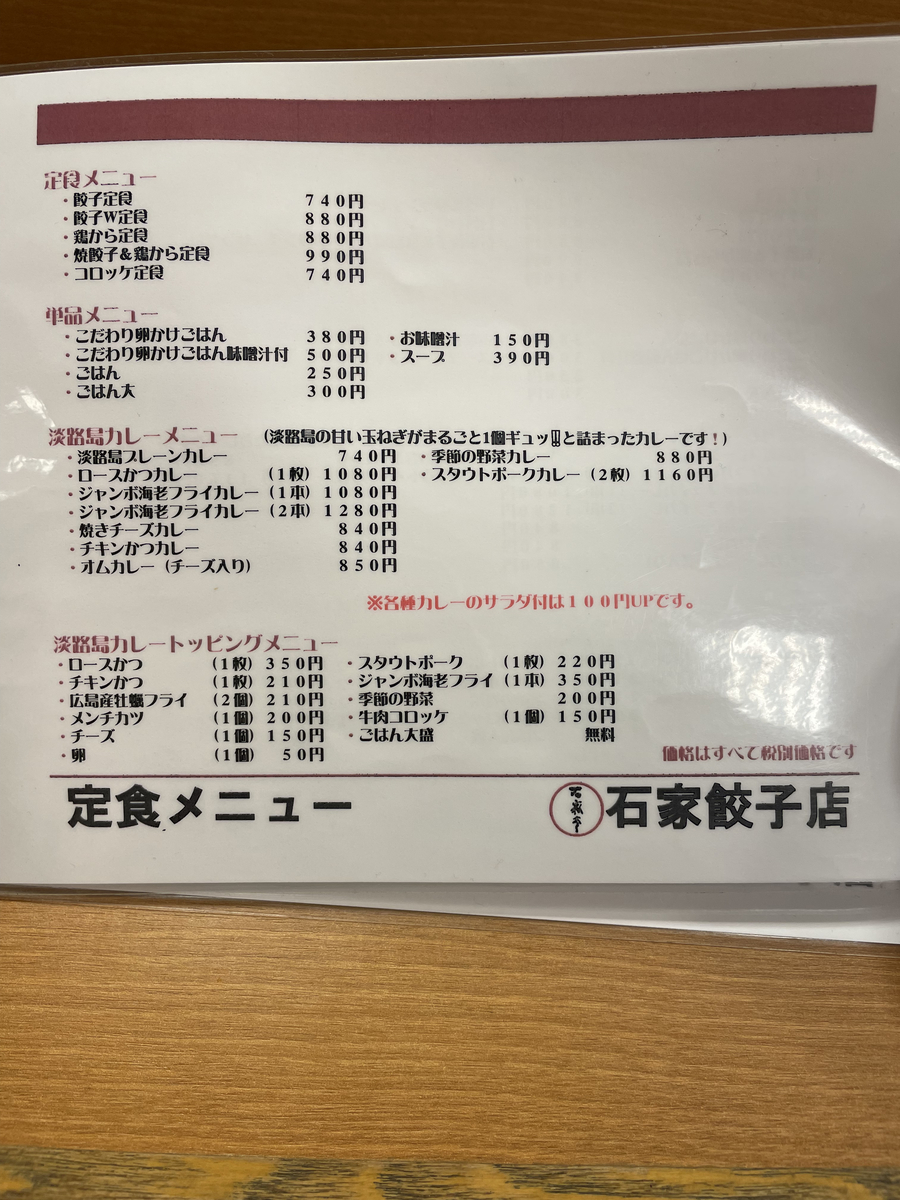 定食メニュー
・餃子定食 740円
・餃子W定食 880円
・鶏から定食 880円
・焼餃子＆鶏から定食 990円
・コロッケ定食 740円
単品メニュー
・こだわり卵かけごはん 380円 ・お味噌汁 150円
・こだわり卵かけごはん味噌汁付 500円 ・スープ 390円
・ごはん 250円
・ごはん大 300円
淡路島カレーメニュー (淡路島の甘い玉ねぎがまるごと1個ギュッ!!と詰まったカレーです！)
・淡路島プレーンカレー 740円 ・季節の野菜カレー 880円
・ロースかつカレー (1枚) 1080円 ・スタウトポークカレー (2枚) 1160円
・ジャンボ海老フライカレー (1本) 1080円
・ジャンボ海老フライカレー (2本) 1280円
・焼きチーズカレー 840円
・チキンかつカレー 840円
・オムカレー (チーズ入り) 850円
※各種カレーのサラダ付は100円UPです。
淡路島カレートッピングメニュー
・ロースかつ (1枚) 350円 ・スタウトポーク (1枚) 220円
・チキンかつ (1枚) 210円 ・ジャンボ海老フライ (1本) 350円
・広島産牡蠣フライ (2個) 210円 ・季節の野菜 200円
・メンチカツ (1個) 200円 ・牛肉コロッケ (1個) 150円
・チーズ (1個) 150円 ・ごはん大盛 無料
・卵 (1個) 50円
価格はすべて税別価格です
定食メニュー 石家餃子店